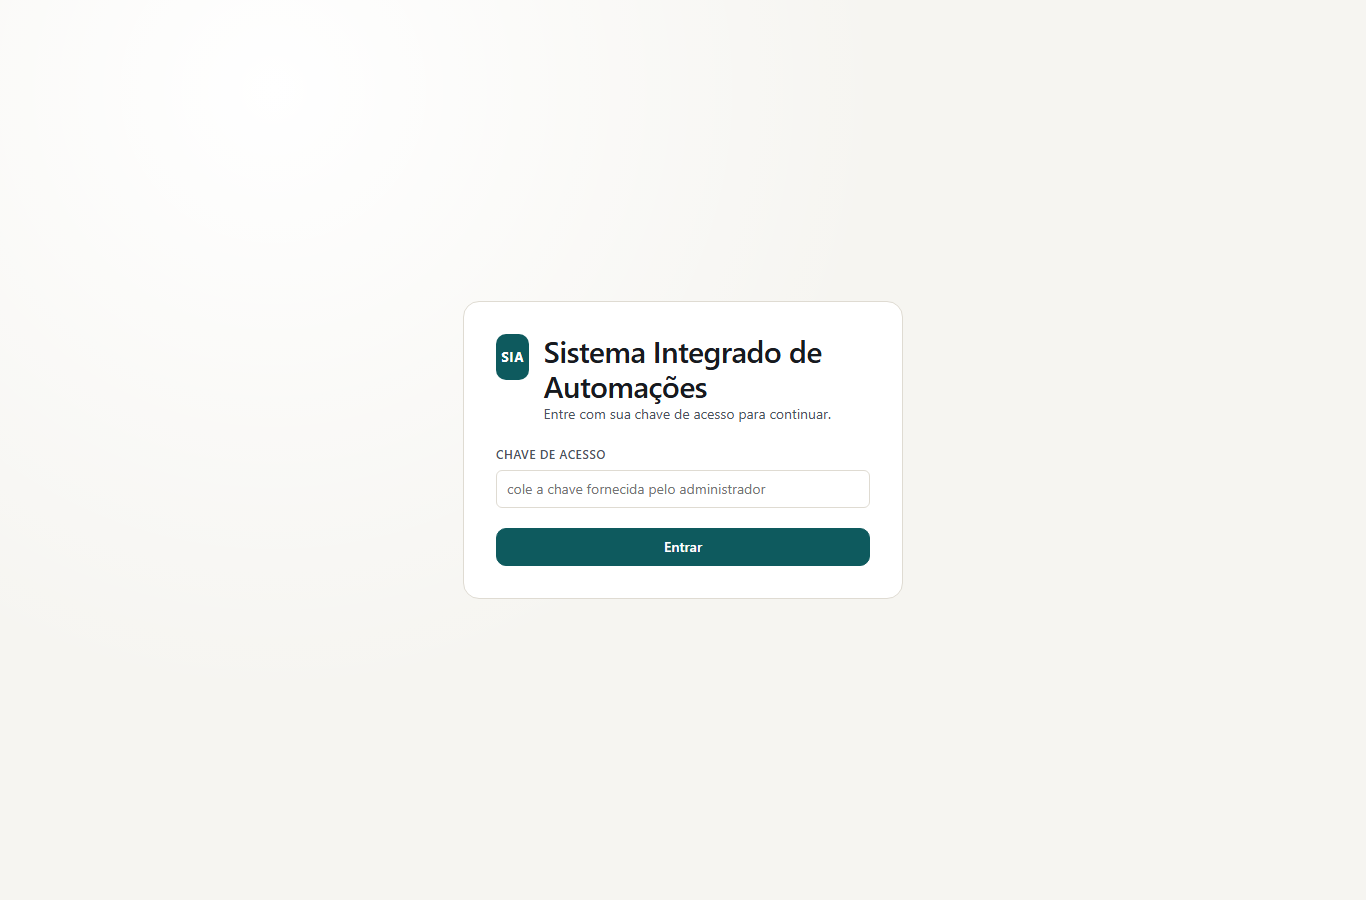 SIA
Sistema Integrado de
Automações
Entre com sua chave de acesso para continuar.
CHAVE DE ACESSO
cole a chave fornecida pelo administrador
Entrar